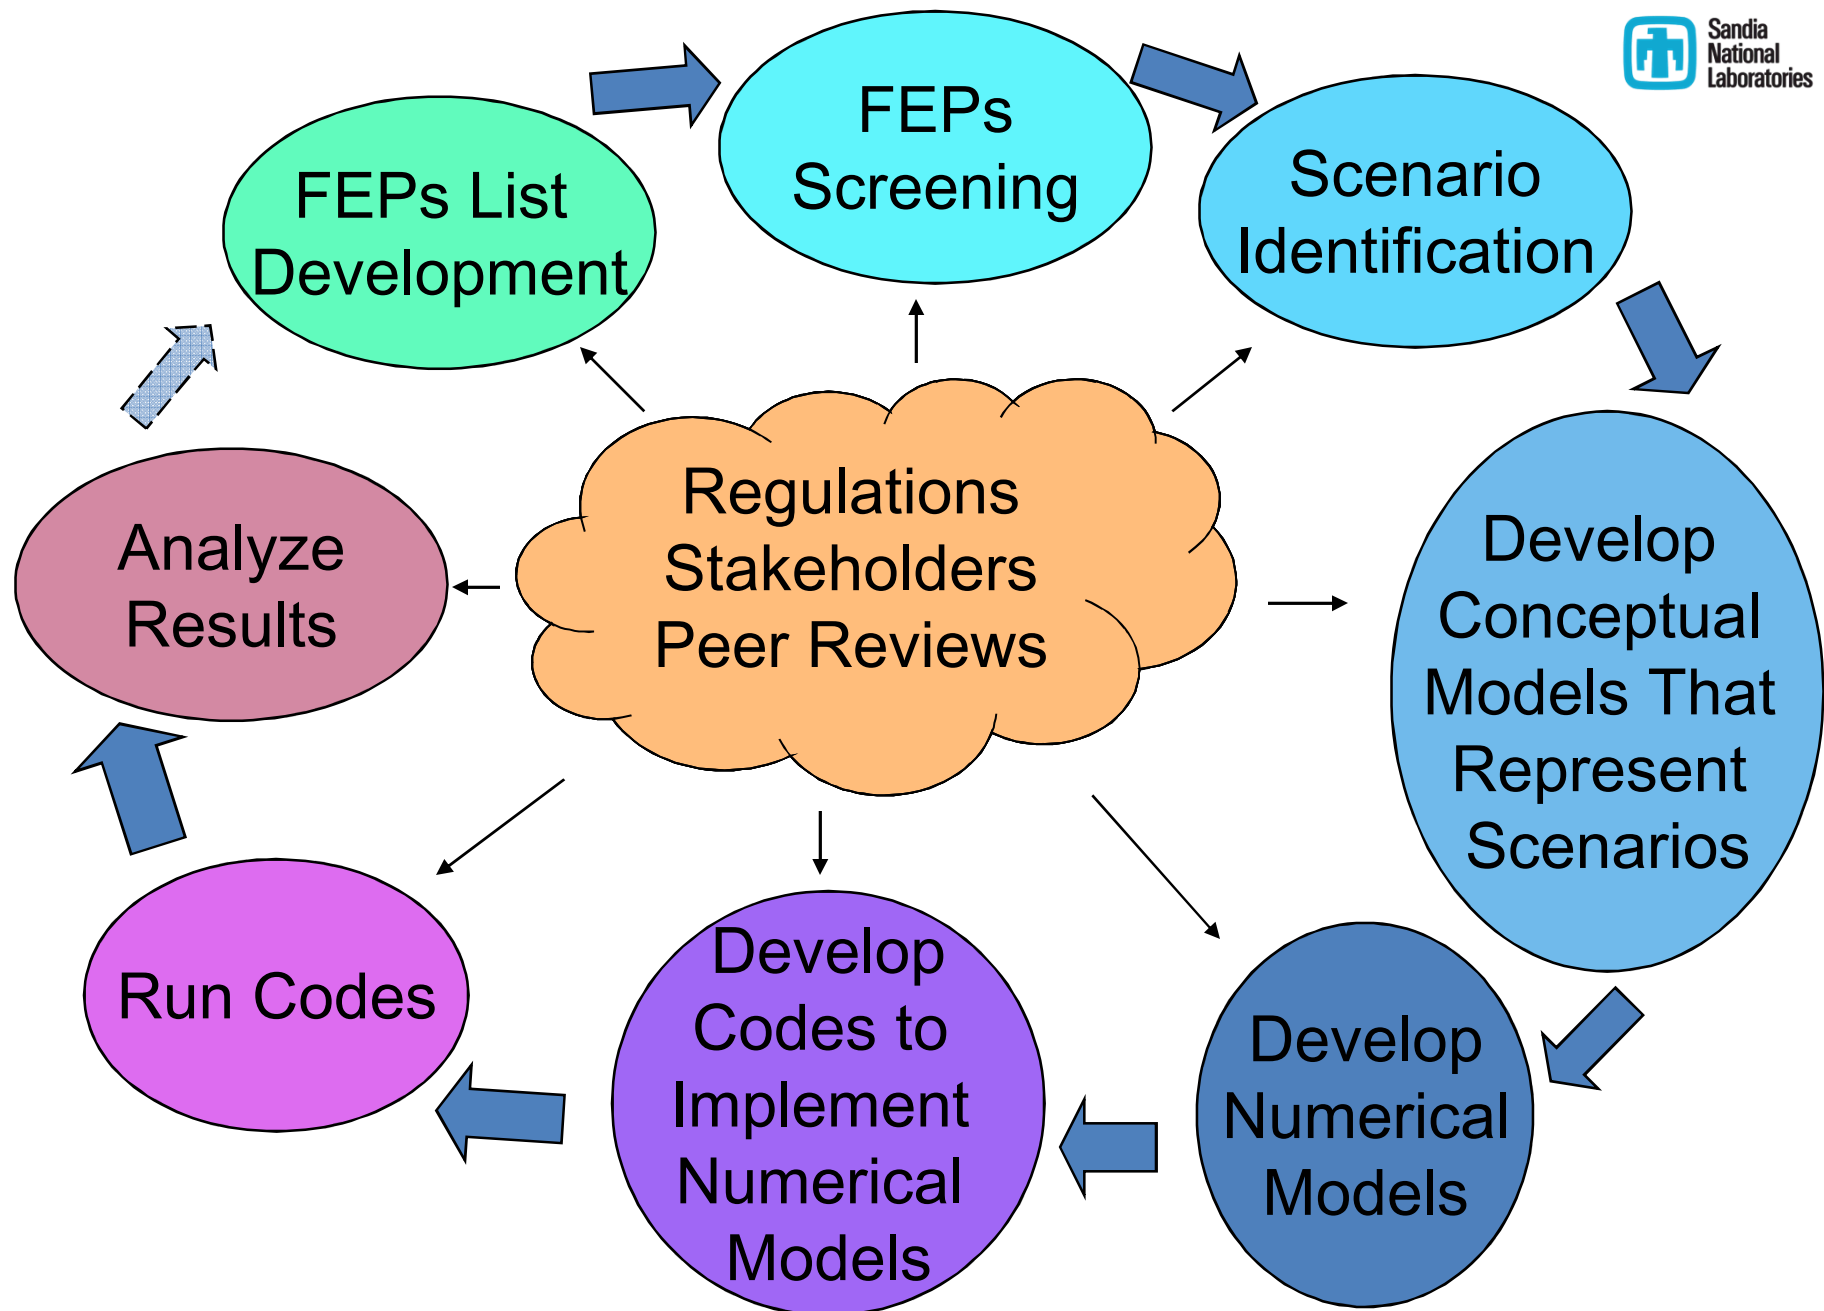 Sandia
National
Laboratories
FEPs List
Development
FEPs
Screening
Scenario
Identification
Develop
Conceptual
Models That
Represent
Scenarios
Develop
Numerical
Models
Develop
Codes to
Implement
Numerical
Models
Run Codes
Analyze
Results
Regulations
Stakeholders
Peer Reviews